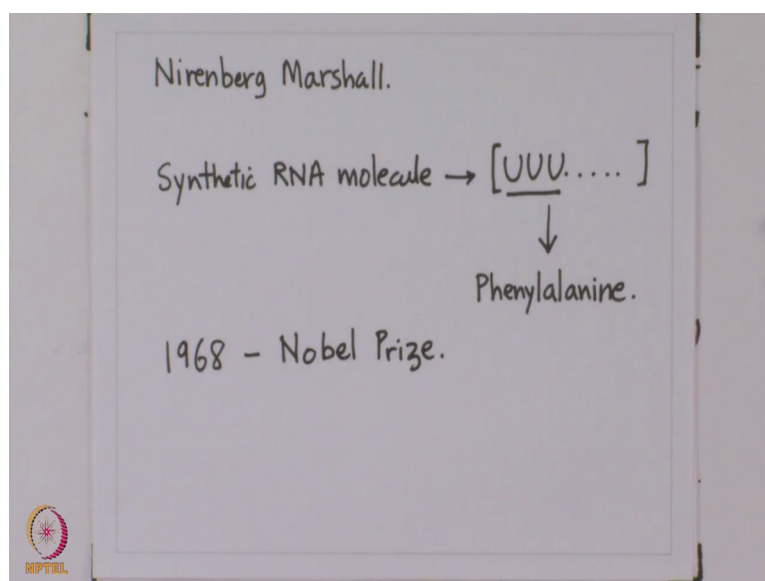 Nirenberg Marshall.
Synthetic RNA molecule → [UUU.....]
↓
Phenylalanine.
1968 - Nobel Prize.
NPTEL